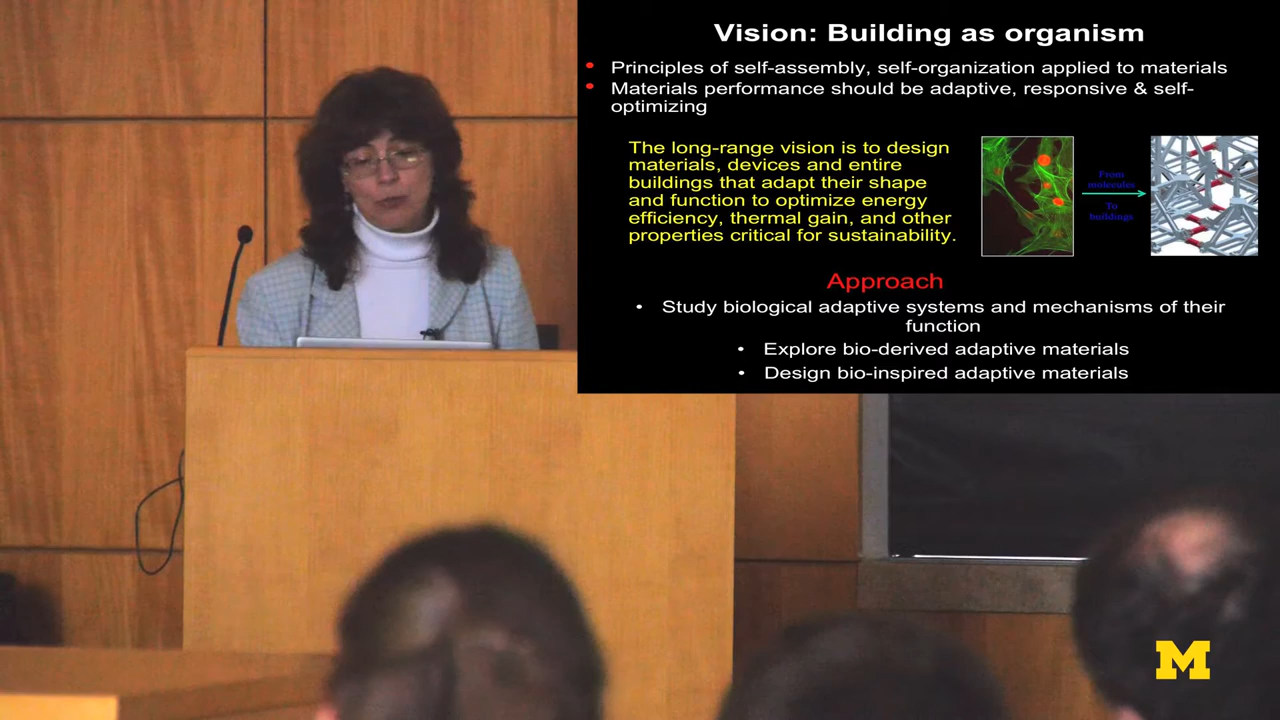 Vision: Building as organism
• Principles of self-assembly, self-organization applied to materials
• Materials performance should be adaptive, responsive & self-
optimizing
The long-range vision is to design
materials, devices and entire
buildings that adapt their shape
and function to optimize energy
efficiency, thermal gain, and other
properties critical for sustainability.
From
molecules
To
buildings
Approach
• Study biological adaptive systems and mechanisms of their
function
• Explore bio-derived adaptive materials
• Design bio-inspired adaptive materials
M